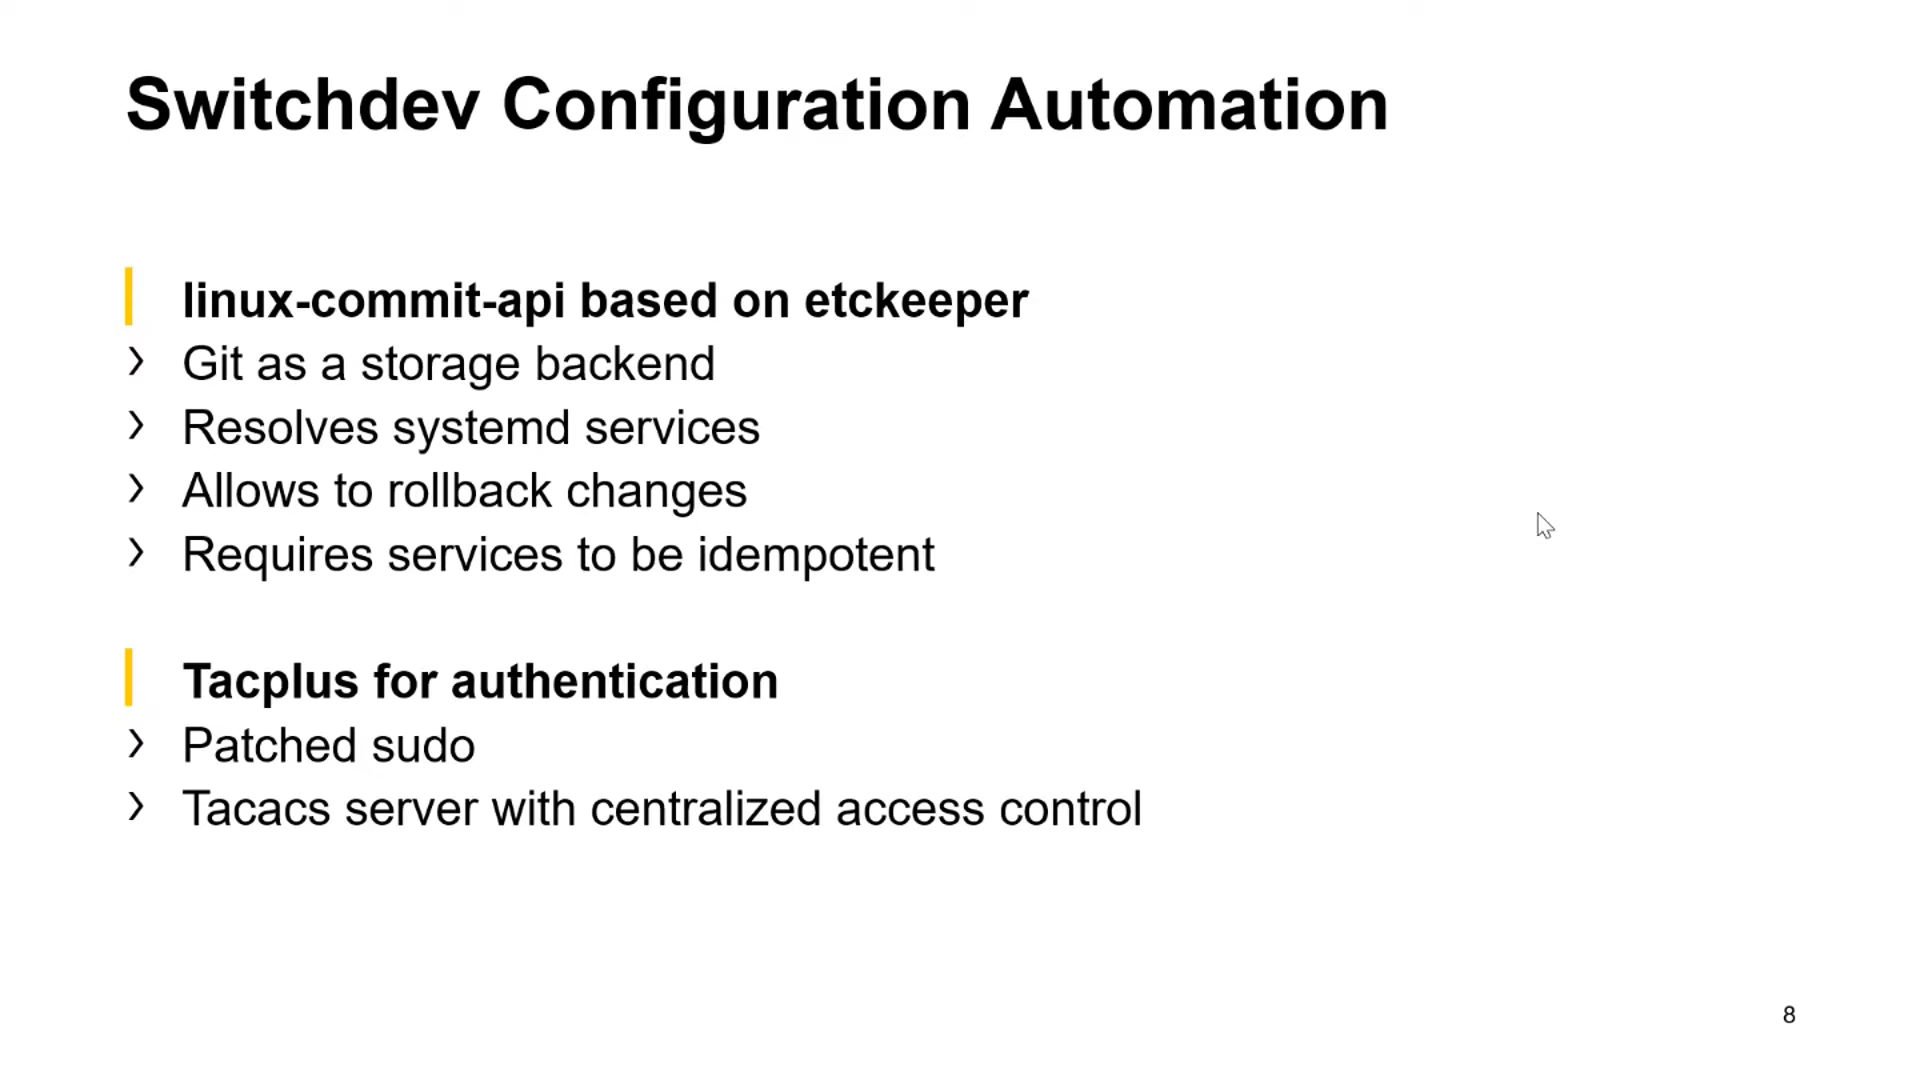 Switchdev Configuration Automation
linux-commit-api based on etckeeper
› Git as a storage backend
› Resolves systemd services
› Allows to rollback changes
› Requires services to be idempotent
Tacplus for authentication
› Patched sudo
› Tacacs server with centralized access control
8